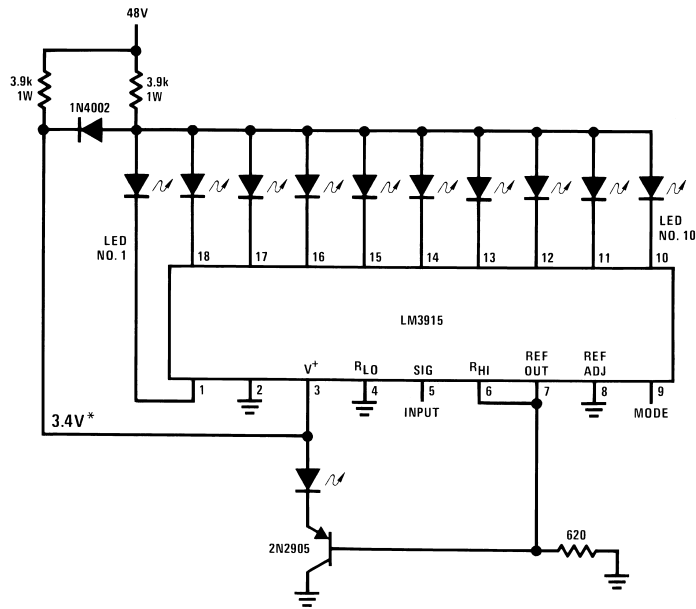 48V
3.9k
1W
3.9k
1W
1N4002
LED
NO. 1
LED
NO. 10
18
17
16
15
14
13
12
11
10
LM3915
V+
RLO
SIG
RHI
REF
OUT
REF
ADJ
1
2
3
4
5
6
7
8
9
INPUT
MODE
3.4V*
2N2905
620